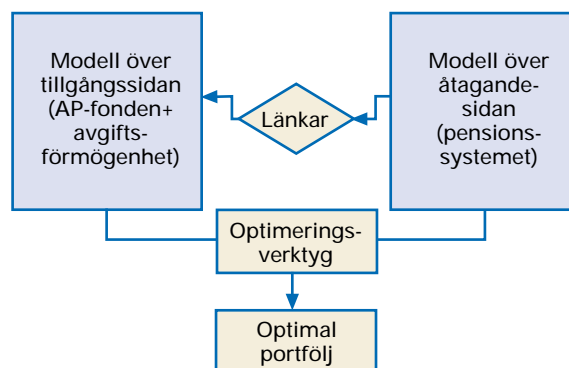 Modell över
tillgångssidan
(AP-fonden+
avgifts-
förmögenhet)
Länkar
Modell över
åtagande-
sidan
(pensions-
systemet)
Optimerings-
verktyg
Optimal
portfölj